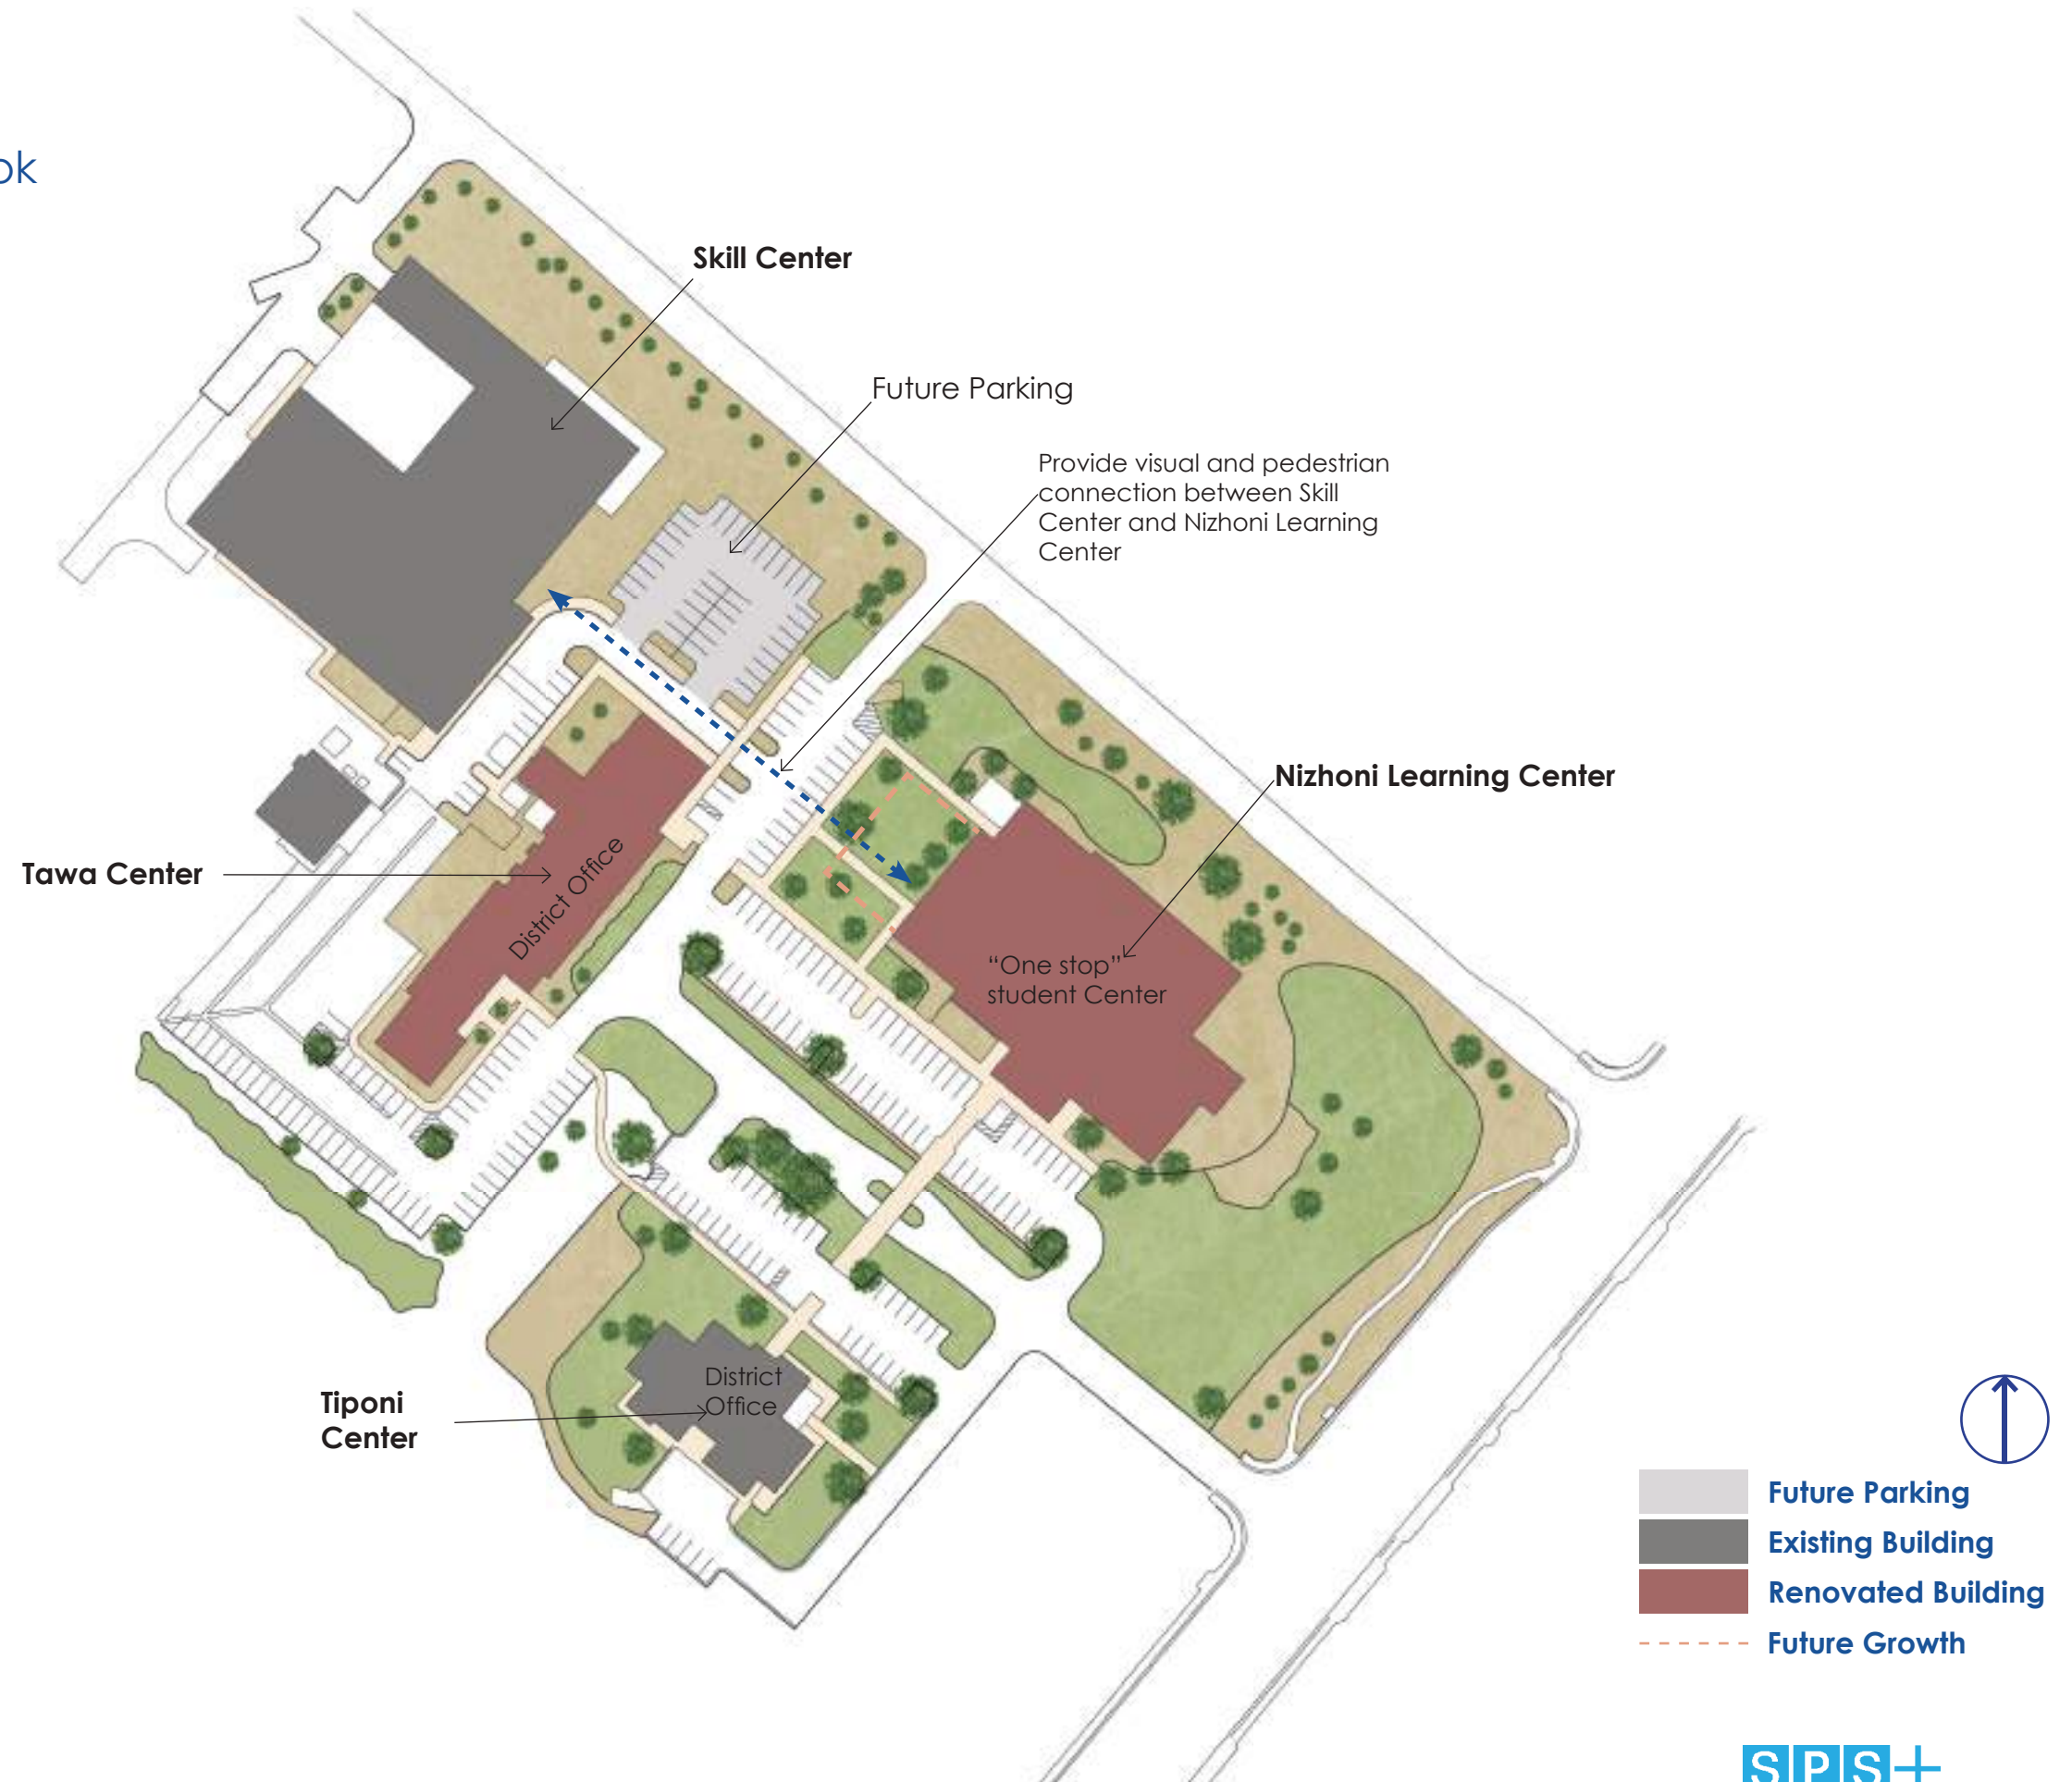 ok
Skill Center
Future Parking
Provide visual and pedestrian
connection between Skill
Center and Nizhoni Learning
Center
Nizhoni Learning Center
Tawa Center
District Office
“One stop”
student Center
Tiponi
Center
District
Office
Future Parking
Existing Building
Renovated Building
Future Growth
SPS+